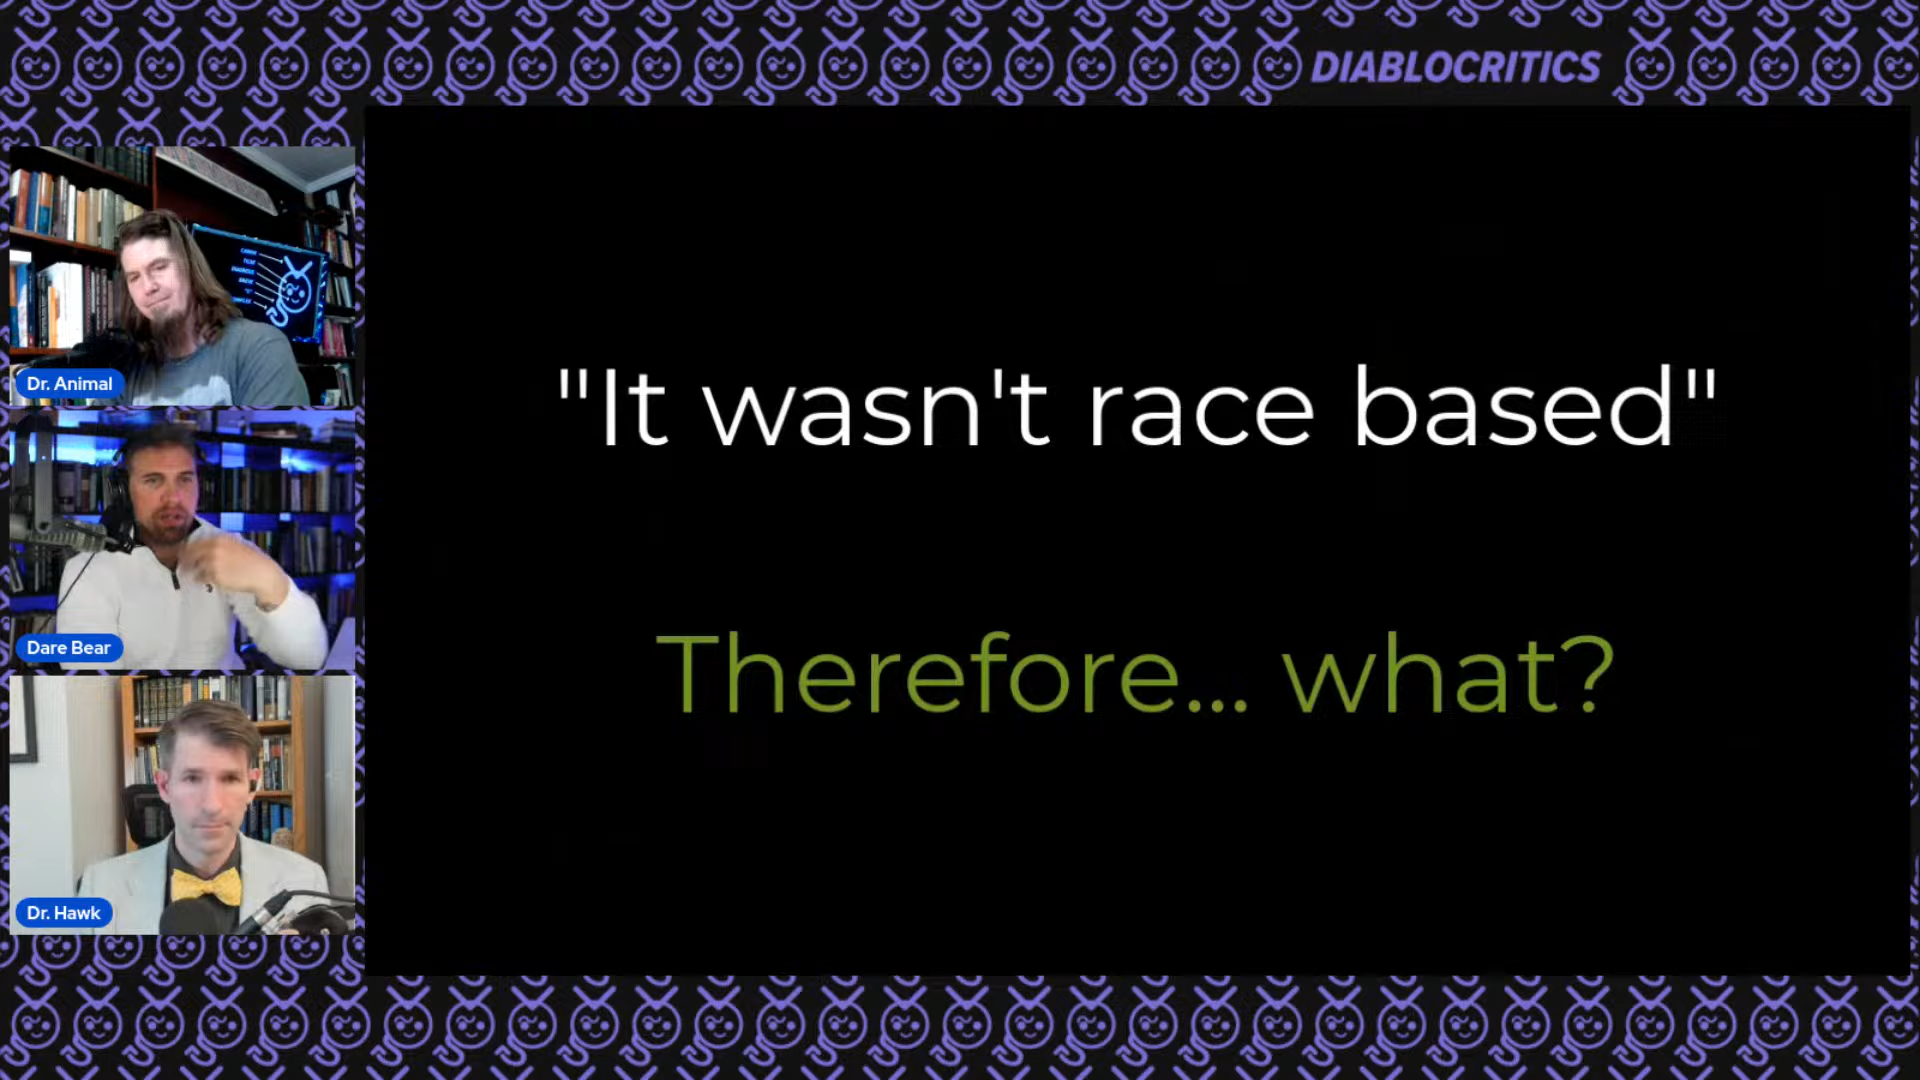 DIABLOCRITICS
Dr. Animal
Dare Bear
Dr. Hawk
"It wasn't race based"
Therefore... what?